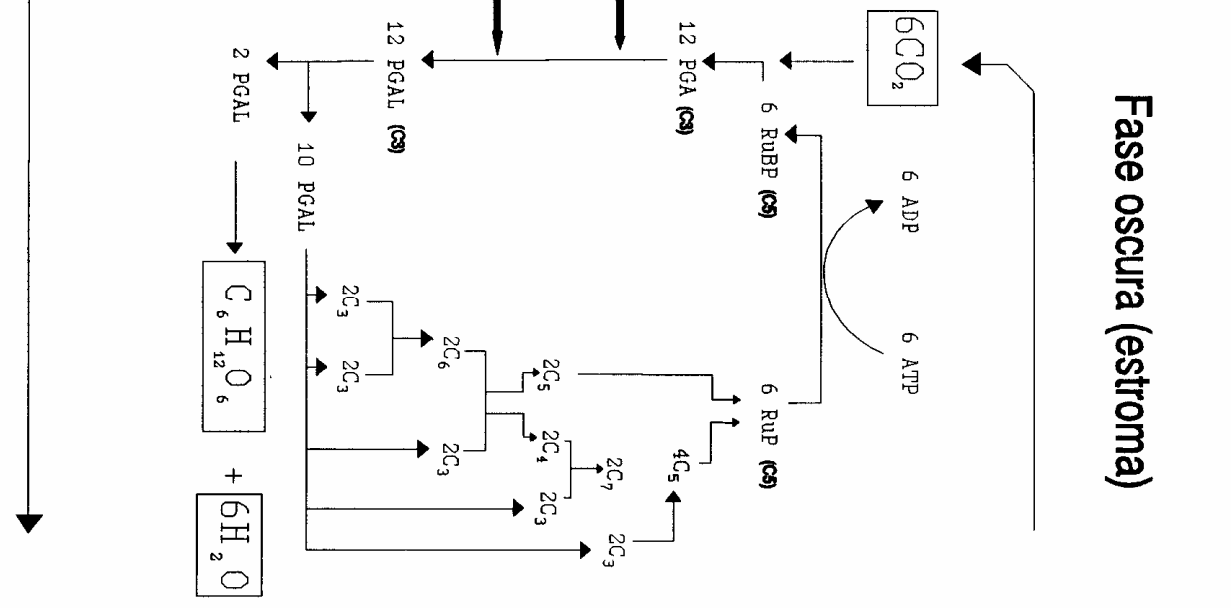 Fase oscura (estroma)
6CO₂ 6 ADP 6 ATP
6 RuBP (C5) 6 RuP (C5)
12 PGA (C3) 4C₅
2C₇ 2C₃
2C₅ 2C₄ 2C₃
2C₆ 2C₃
12 PGAL (C3)
2C₃ 2C₃
10 PGAL
2 PGAL C₆H₁₂O₆ + 6H₂O